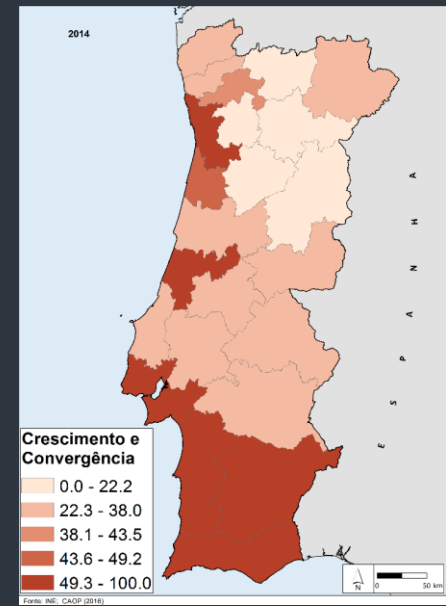 2014
E S P A N H A
Crescimento e
Convergência
0.0 - 22.2
22.3 - 38.0
38.1 - 43.5
43.6 - 49.2
49.3 - 100.0
N
0 50 km
Fonte: INE; CAOP (2016)